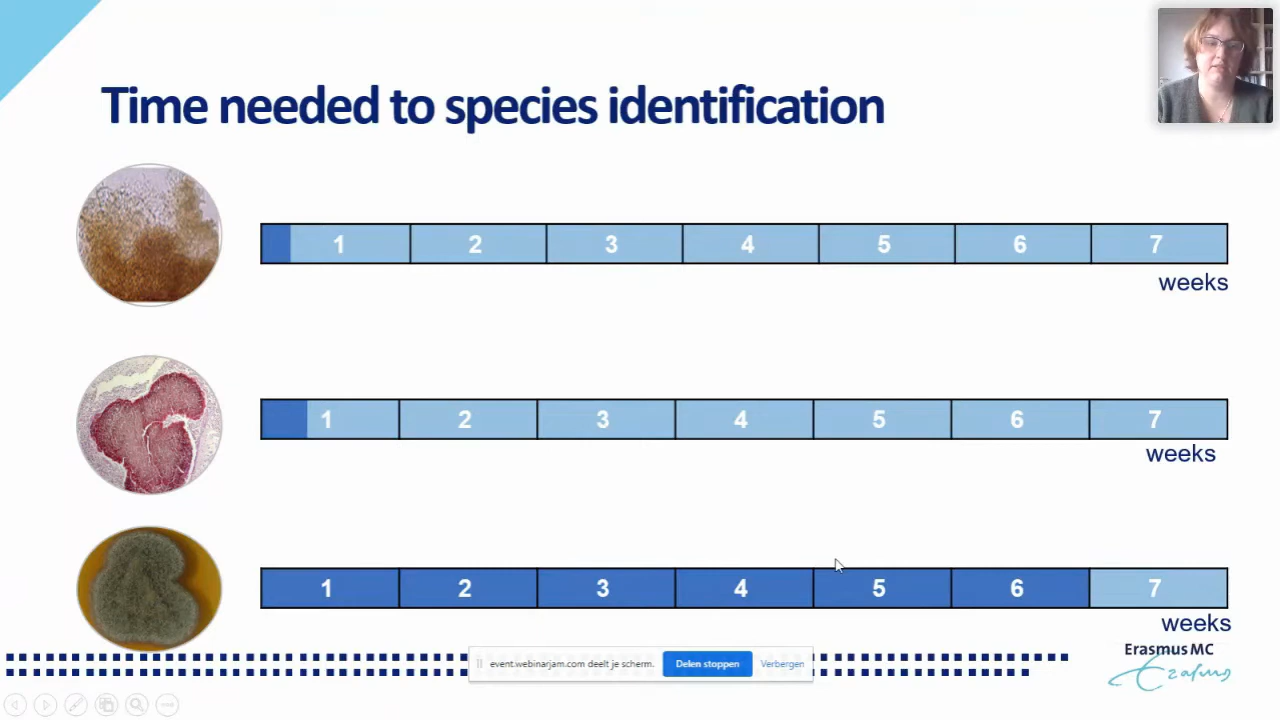 Time needed to species identification
1 2 3 4 5 6 7
weeks
1 2 3 4 5 6 7
weeks
1 2 3 4 5 6 7
weeks
Erasmus MC
Erasmus
event.webinarjam.com deelt je scherm. Delen stoppen Verbergen